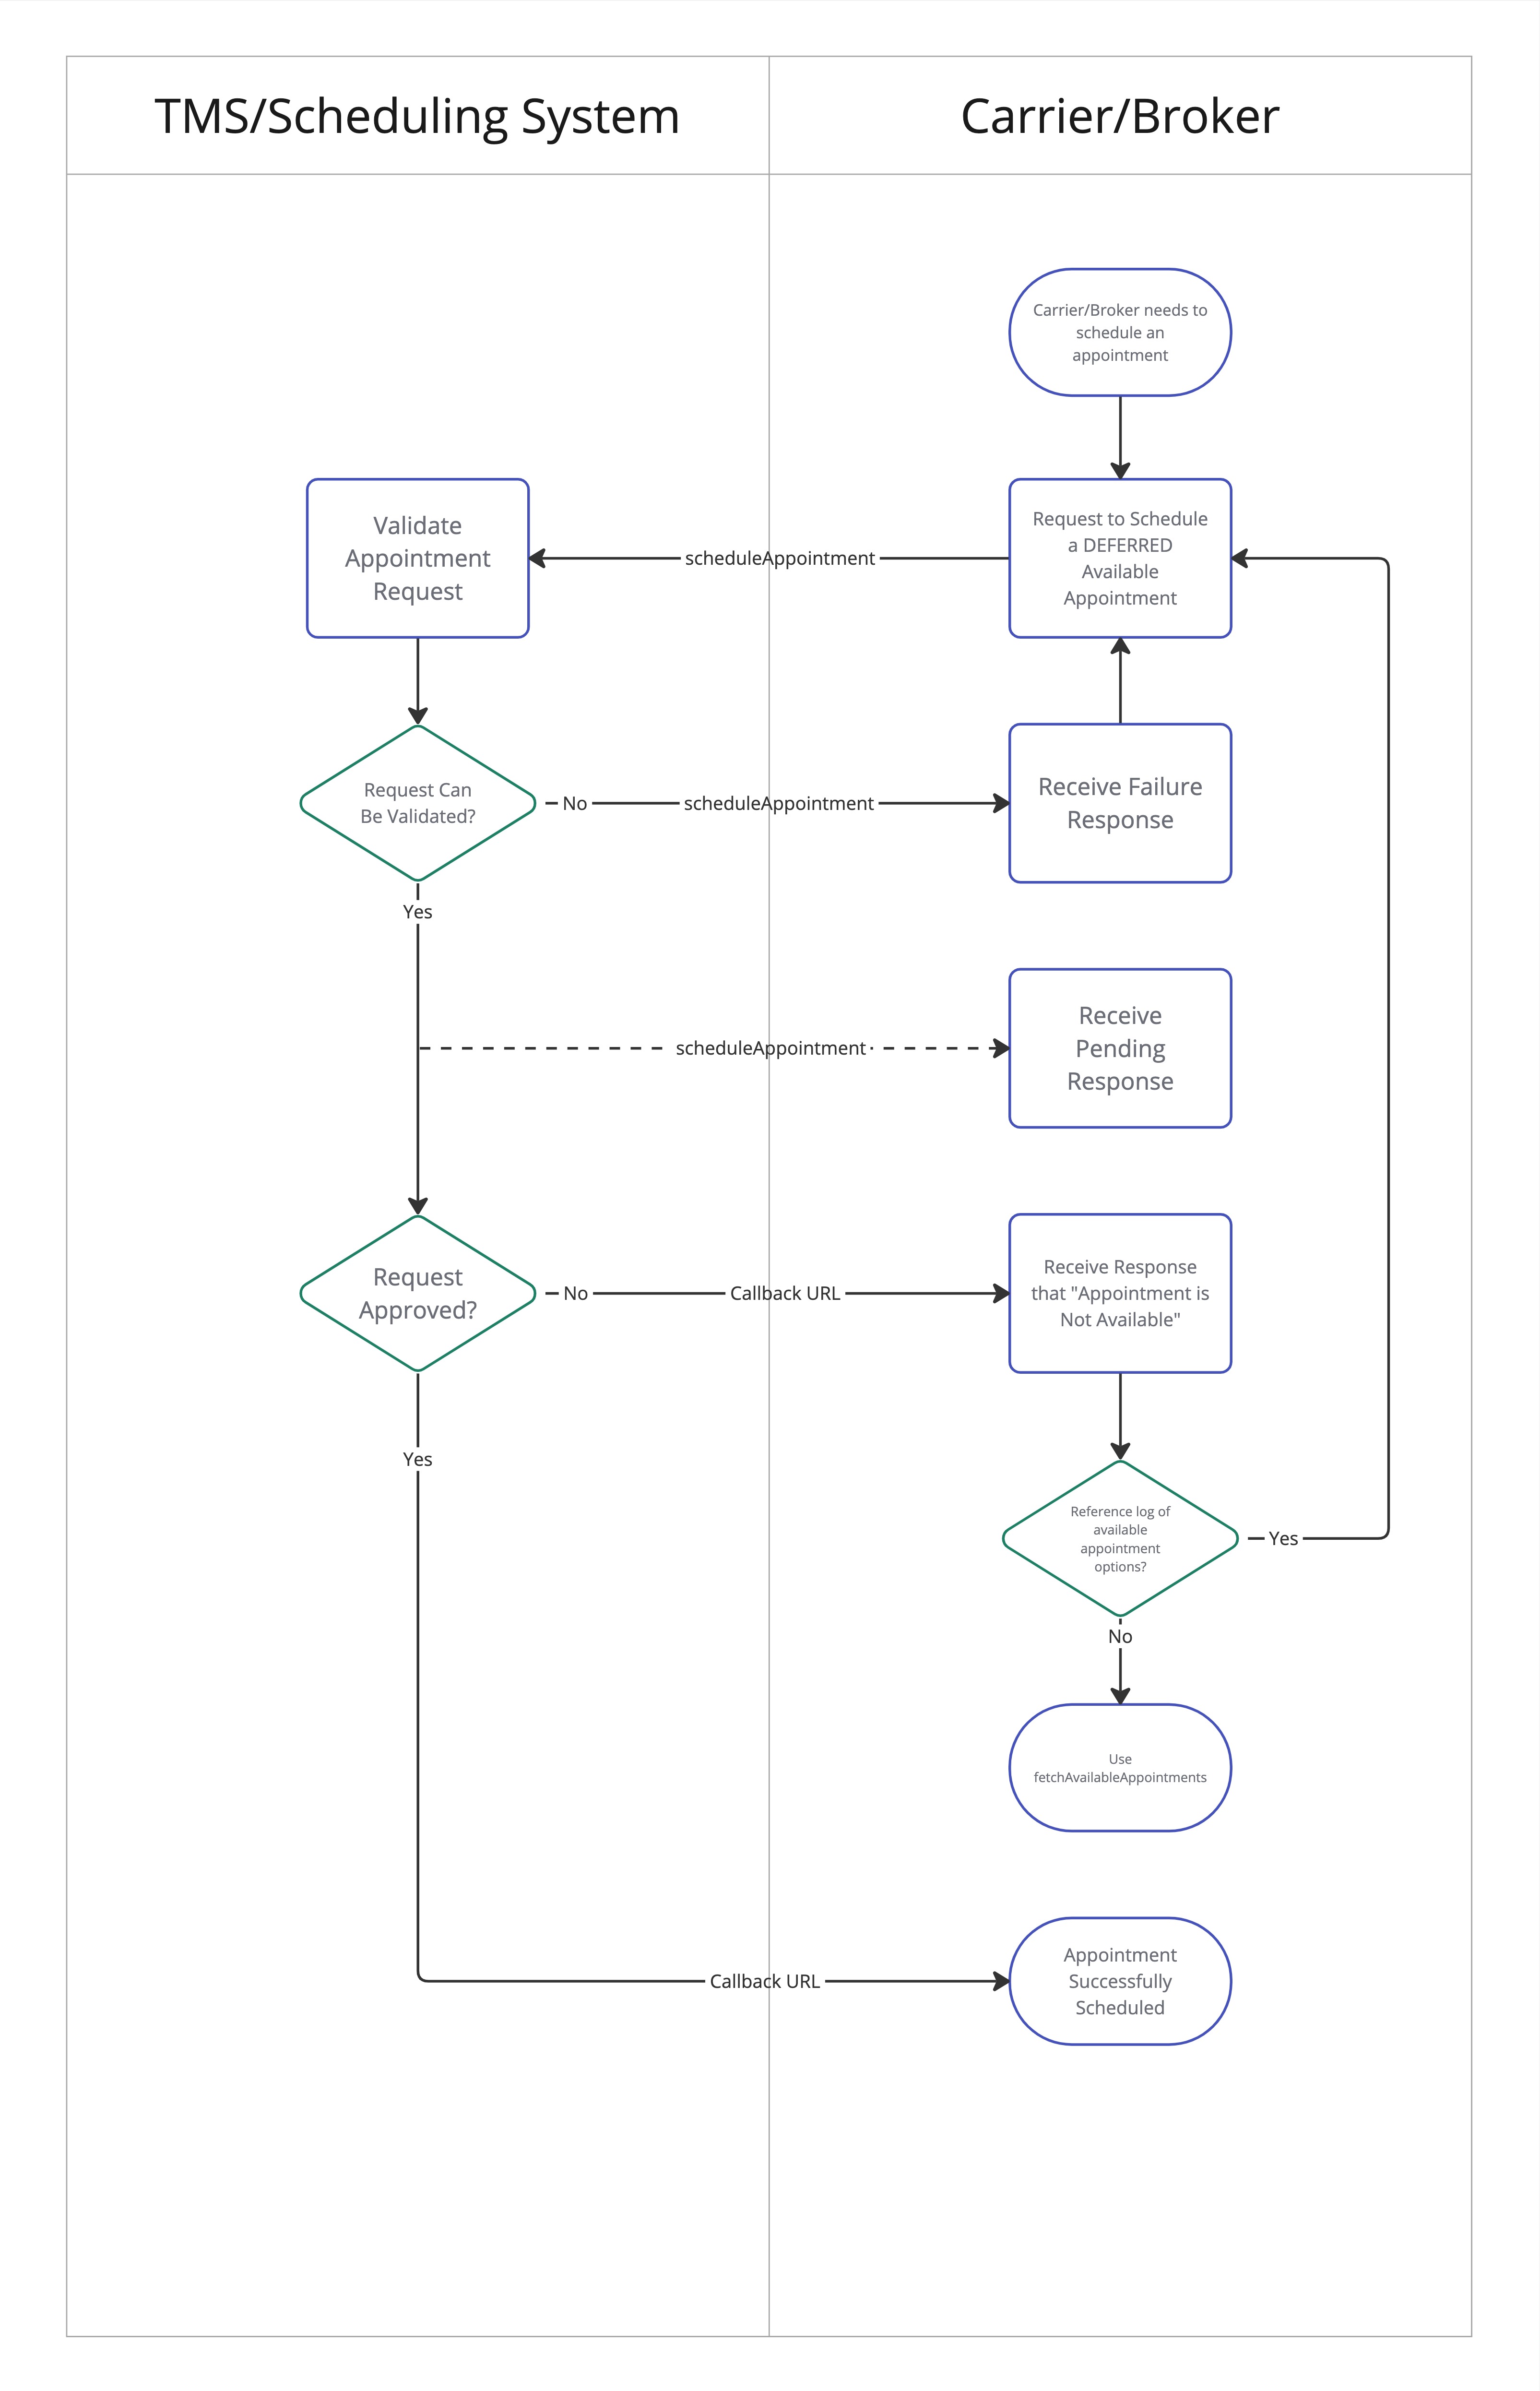 TMS/Scheduling System
Carrier/Broker
Carrier/Broker needs to
schedule an
appointment
Validate
Appointment
Request
scheduleAppointment
Request to Schedule
a DEFERRED
Available
Appointment
Request Can
Be Validated?
No
scheduleAppointment
Receive Failure
Response
Yes
scheduleAppointment
Receive
Pending
Response
Request
Approved?
No
Callback URL
Receive Response
that "Appointment is
Not Available"
Yes
Reference log of
available
appointment
options?
Yes
No
Use
fetchAvailableAppointments
Callback URL
Appointment
Successfully
Scheduled